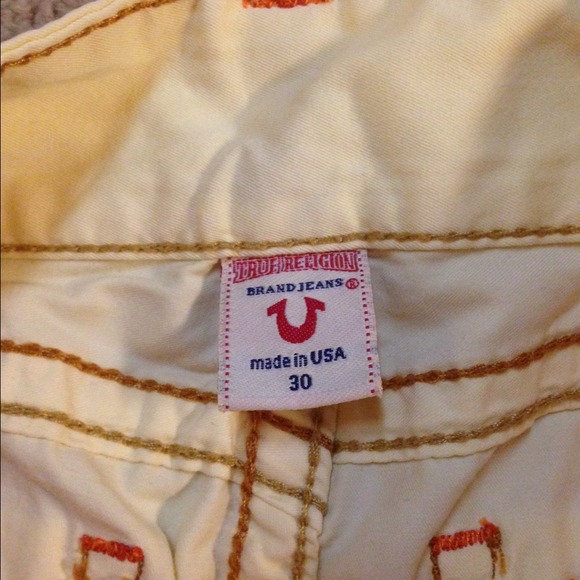 TRUE RELIGION
BRAND JEANS ®
made in USA
30